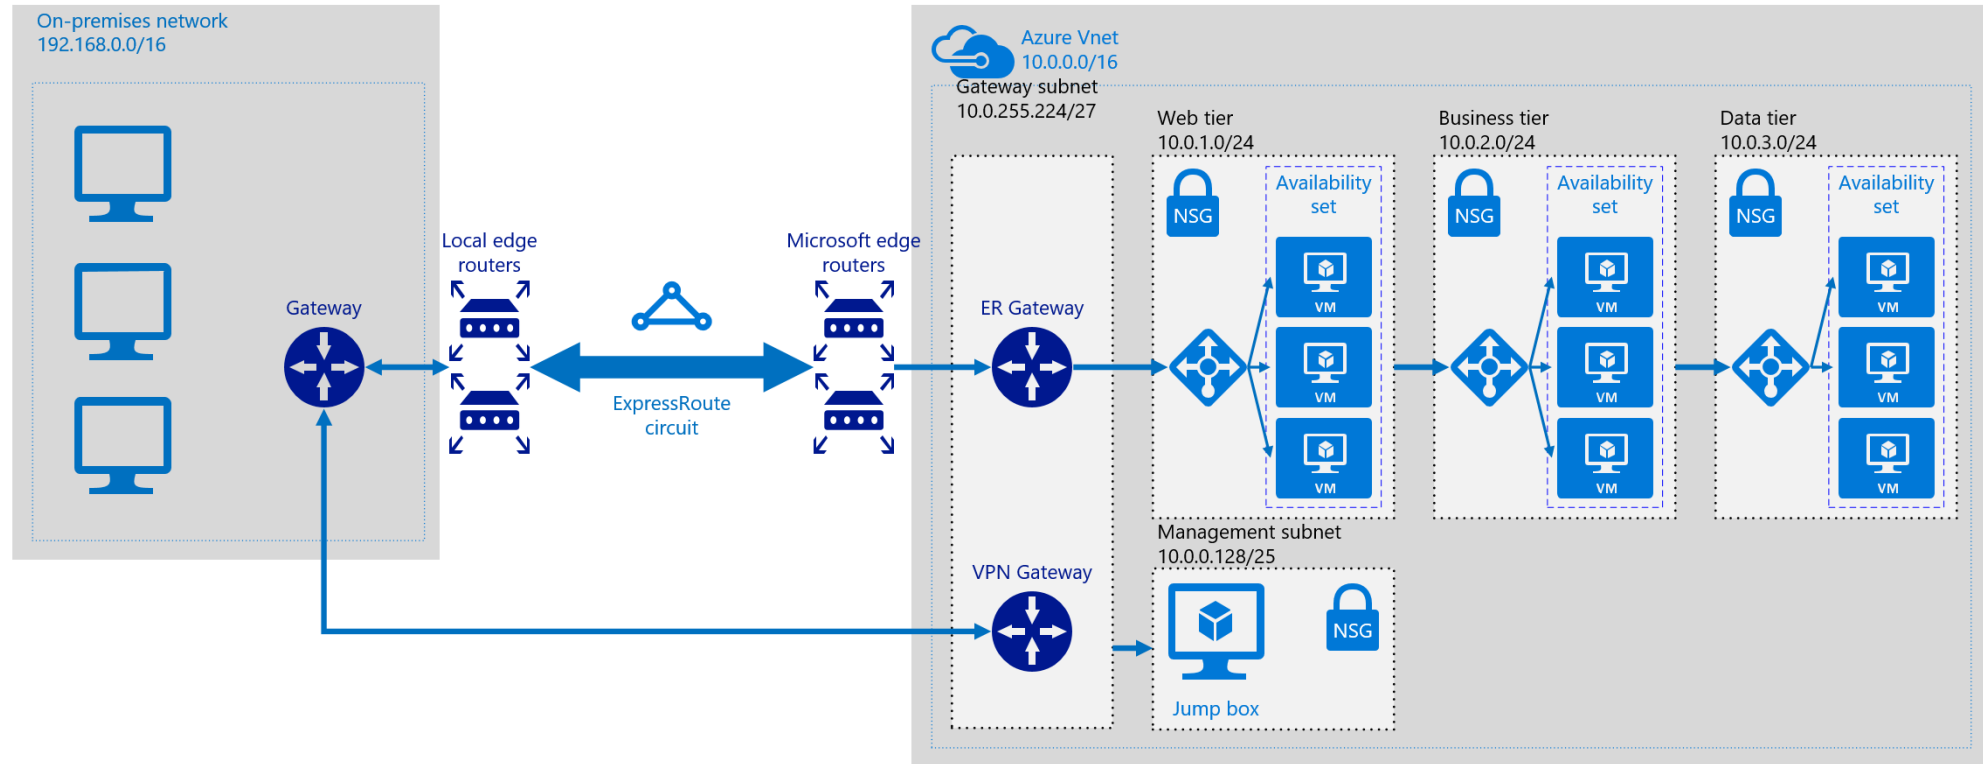 On-premises network
192.168.0.0/16
Gateway
Local edge
routers
ExpressRoute
circuit
Microsoft edge
routers
Azure Vnet
10.0.0.0/16
Gateway subnet
10.0.255.224/27
ER Gateway
VPN Gateway
Web tier
10.0.1.0/24
NSG
Availability
set
VM
VM
VM
Business tier
10.0.2.0/24
NSG
Availability
set
VM
VM
VM
Data tier
10.0.3.0/24
NSG
Availability
set
VM
VM
VM
Management subnet
10.0.0.128/25
NSG
Jump box